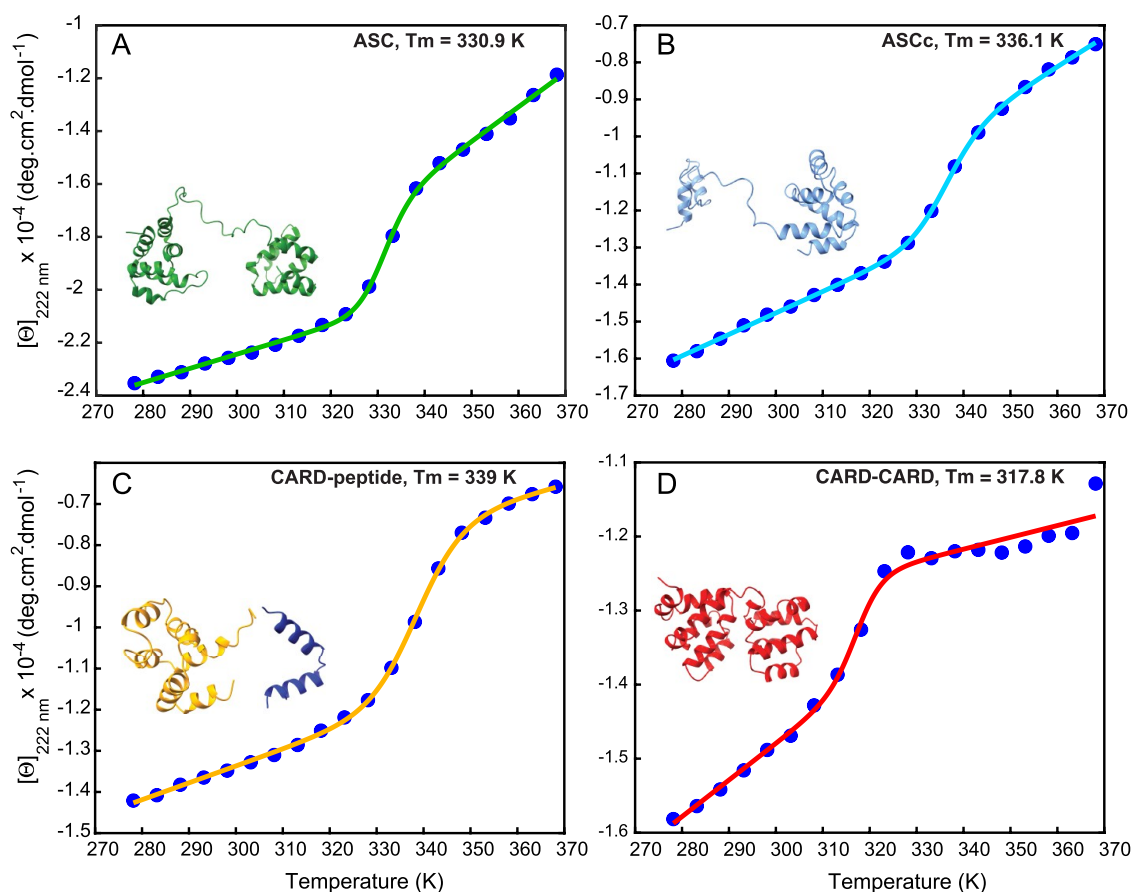 A
ASC, Tm = 330.9 K
-1
-1.2
-1.4
-1.6
-1.8
-2
-2.2
-2.4
270 280 290 300 310 320 330 340 350 360 370
[Θ]222 nm x 10-4 (deg.cm2.dmol-1)
B
ASCc, Tm = 336.1 K
-0.7
-0.8
-0.9
-1
-1.1
-1.2
-1.3
-1.4
-1.5
-1.6
-1.7
270 280 290 300 310 320 330 340 350 360 370
C
CARD-peptide, Tm = 339 K
-0.7
-0.8
-0.9
-1
-1.1
-1.2
-1.3
-1.4
-1.5
270 280 290 300 310 320 330 340 350 360 370
[Θ]222 nm x 10-4 (deg.cm2.dmol-1)
Temperature (K)
D
CARD-CARD, Tm = 317.8 K
-1.1
-1.2
-1.3
-1.4
-1.5
-1.6
270 280 290 300 310 320 330 340 350 360 370
Temperature (K)